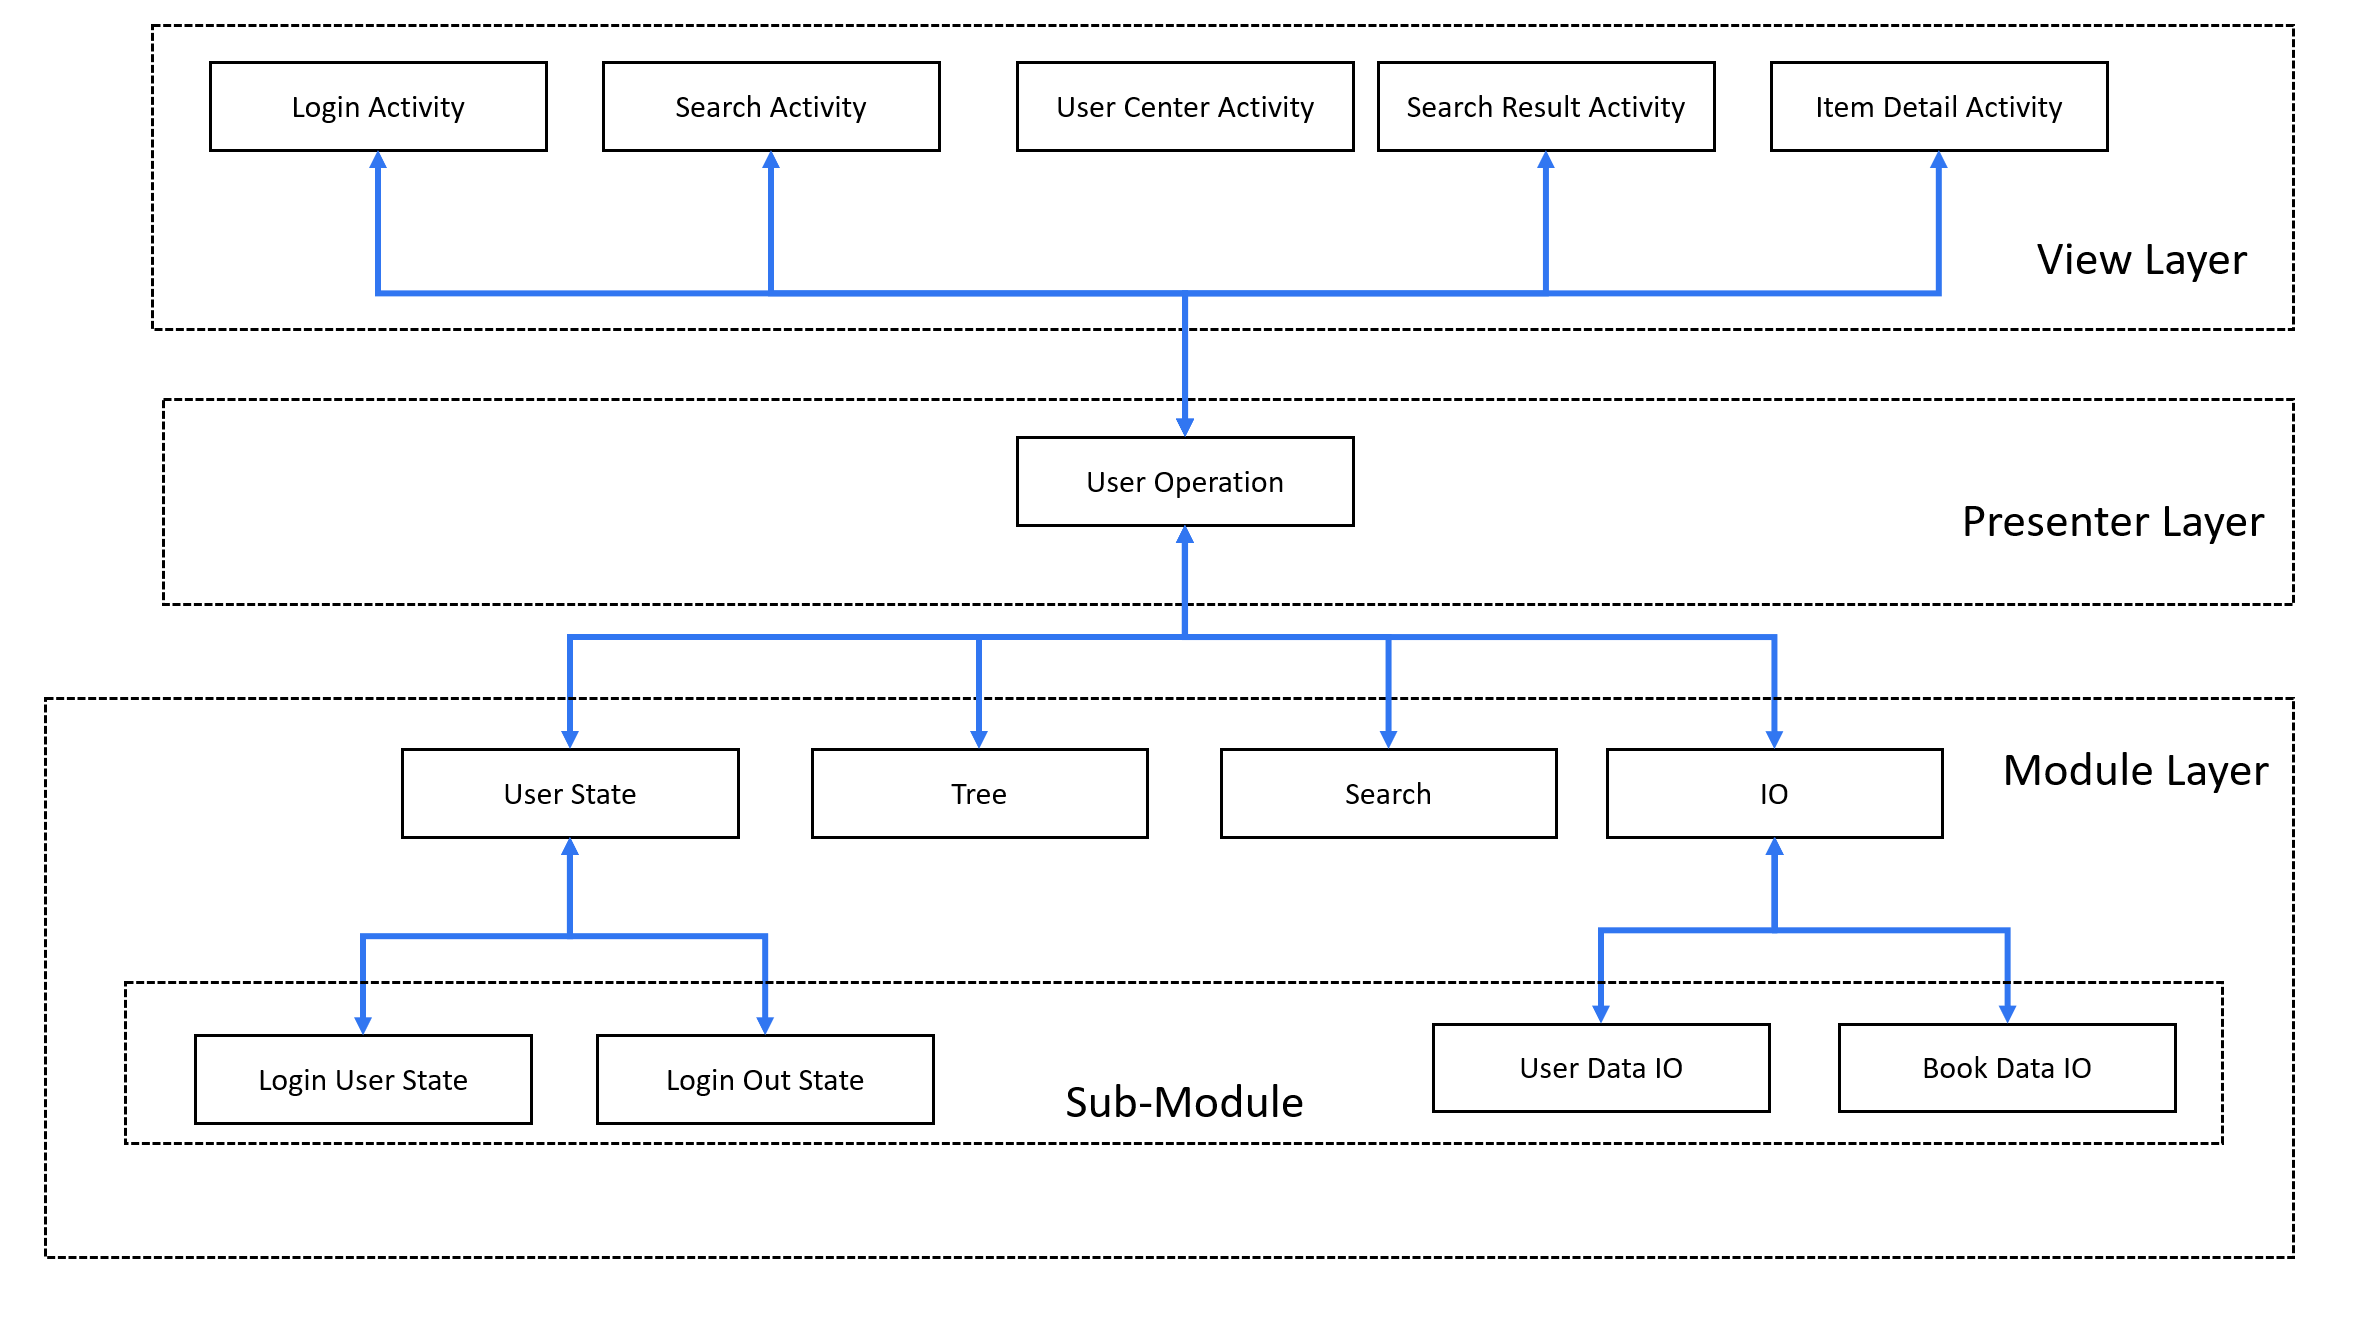 Login Activity
Search Activity
User Center Activity
Search Result Activity
Item Detail Activity
View Layer
User Operation
Presenter Layer
User State
Tree
Search
IO
Module Layer
Login User State
Login Out State
Sub-Module
User Data IO
Book Data IO